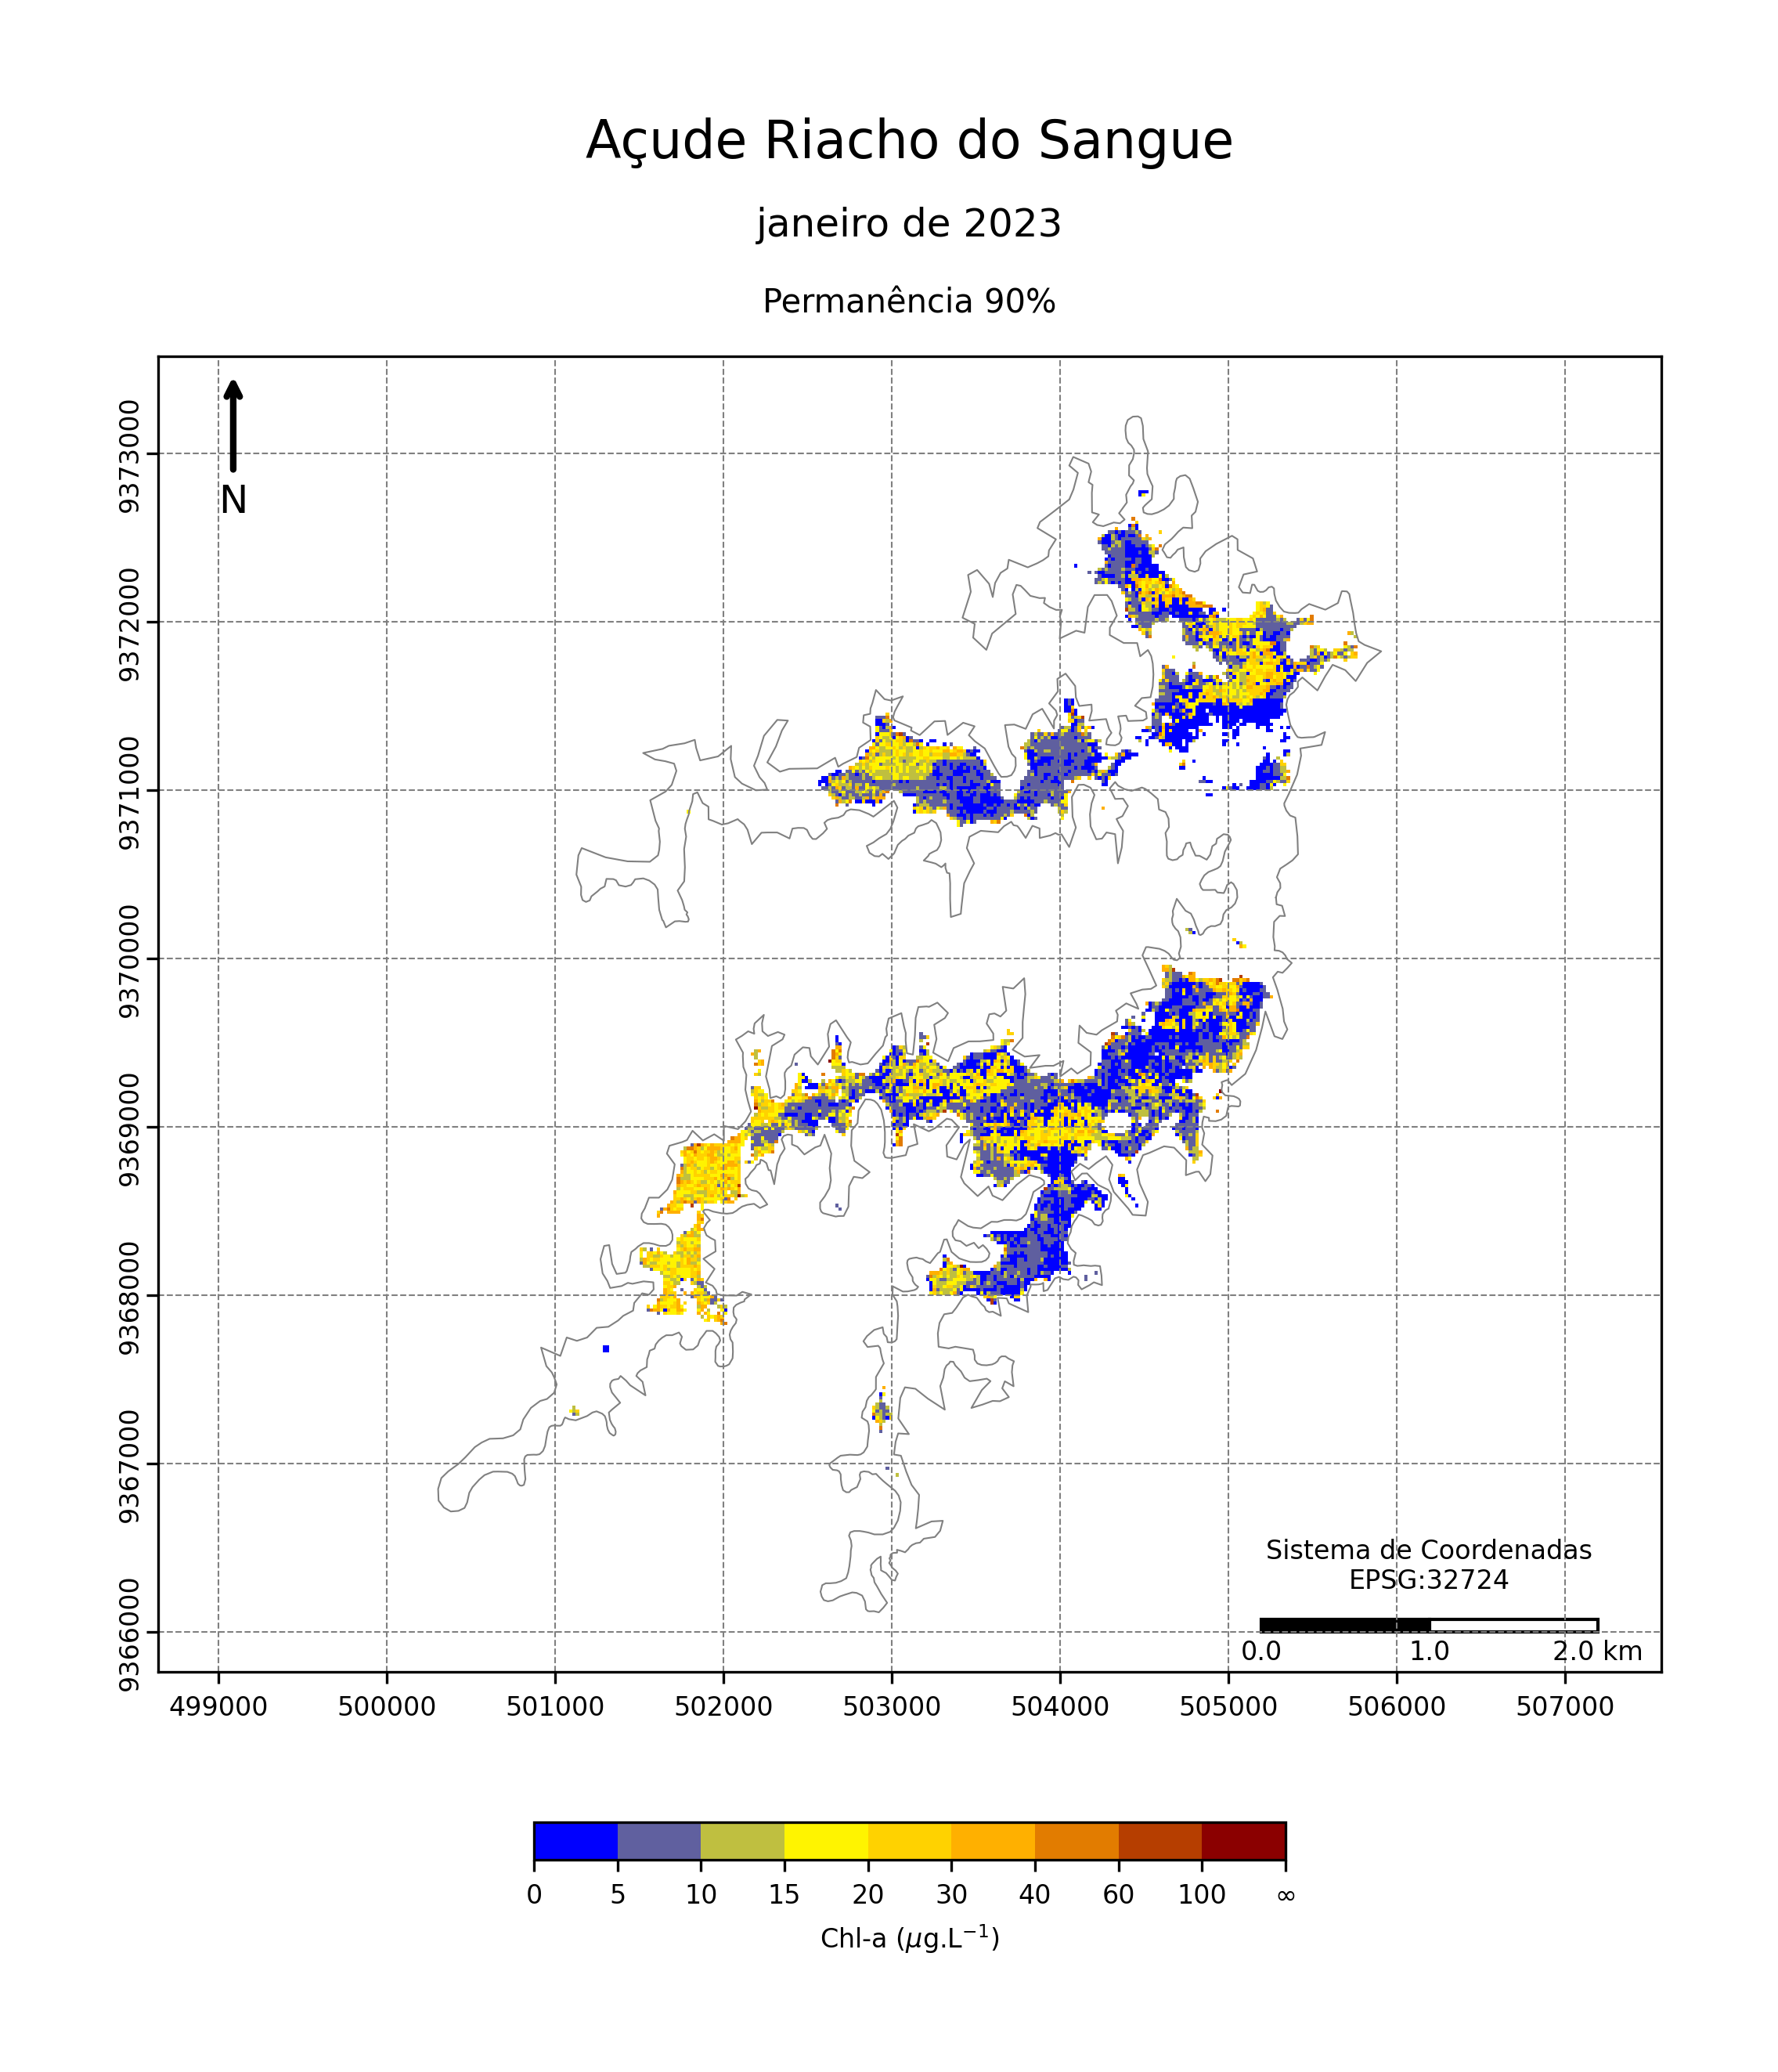 Açude Riacho do Sangue
janeiro de 2023
Permanência 90%
N
9373000
9372000
9371000
9370000
9369000
9368000
9367000
9366000
Sistema de Coordenadas
EPSG:32724
0.0 1.0 2.0 km
499000 500000 501000 502000 503000 504000 505000 506000 507000
0 5 10 15 20 30 40 60 100 ∞
Chl-a (μg.L⁻¹)